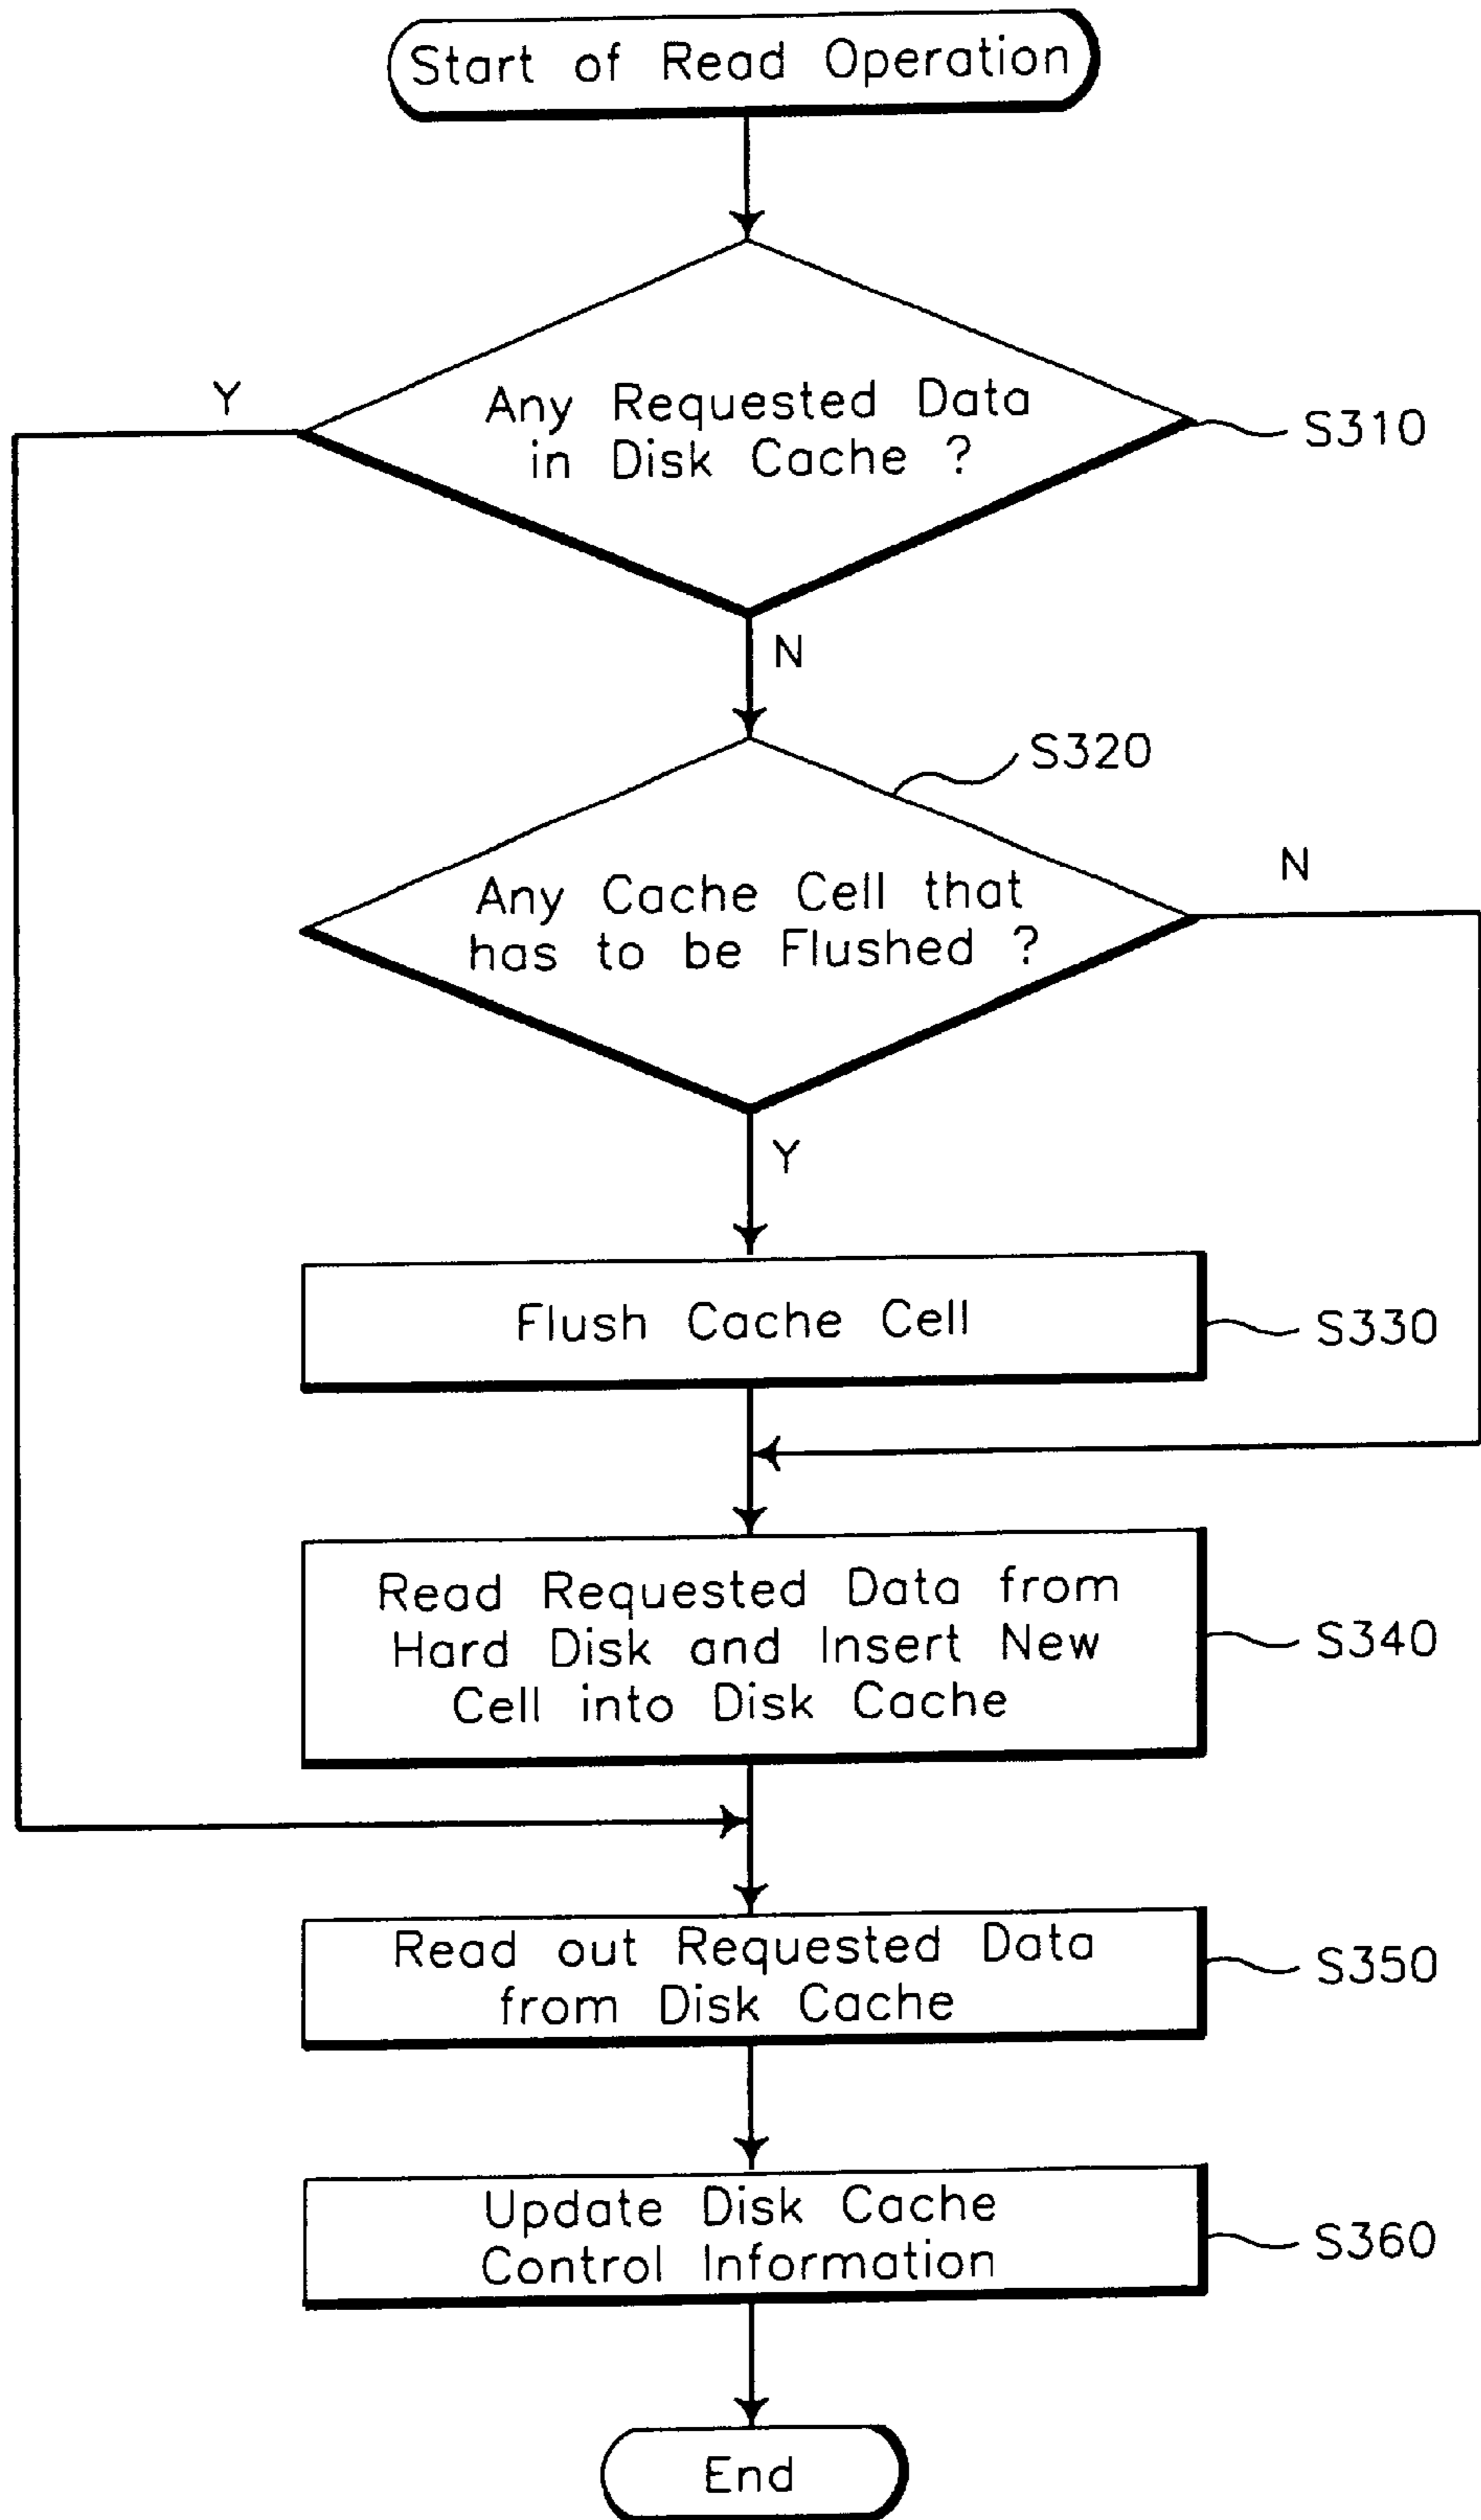 Start of Read Operation
Any Requested Data
in Disk Cache ?
Y
S310
N
S320
Any Cache Cell that
has to be Flushed ?
N
Y
Flush Cache Cell
S330
Read Requested Data from
Hard Disk and Insert New
Cell into Disk Cache
S340
Read out Requested Data
from Disk Cache
S350
Update Disk Cache
Control Information
S360
End